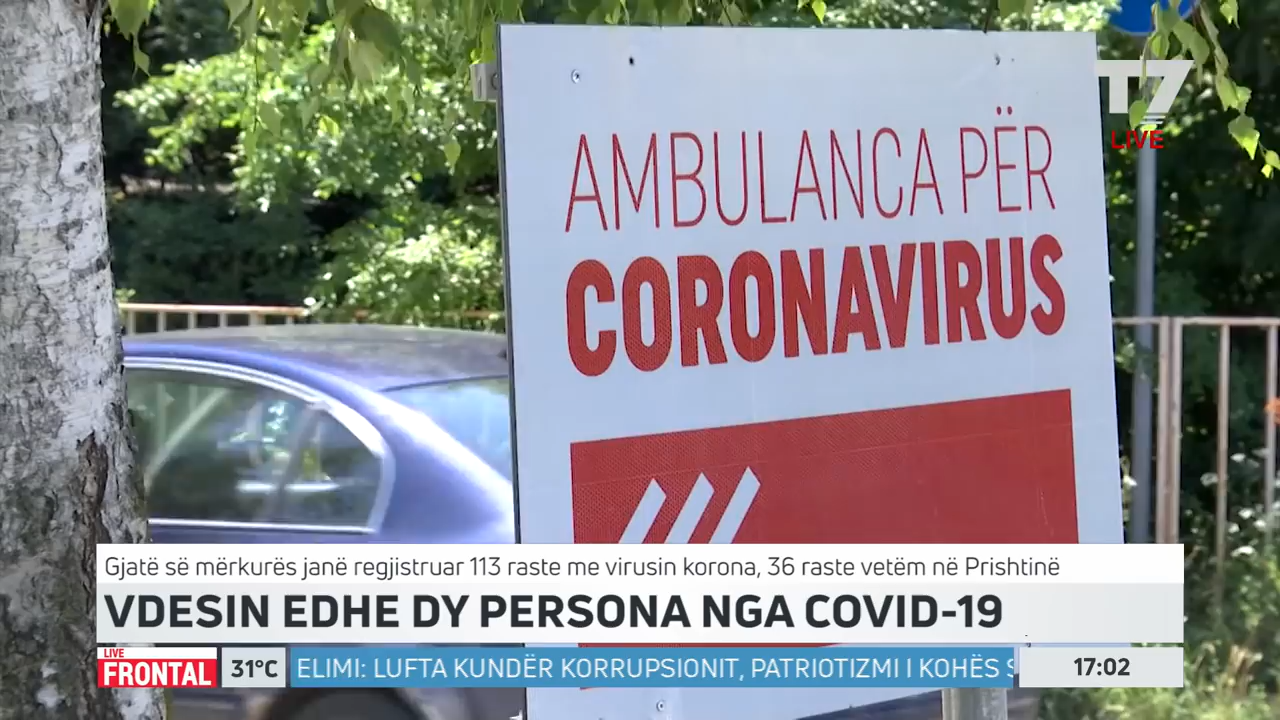 T7
LIVE
AMBULANCA PËR
CORONAVIRUS
Gjatë së mërkurës janë regjistruar 113 raste me virusin korona, 36 raste vetëm në Prishtinë
VDESIN EDHE DY PERSONA NGA COVID-19
LIVE
FRONTAL
31°C
ELIMI: LUFTA KUNDËR KORRUPSIONIT, PATRIOTIZMI I KOHËS
17:02